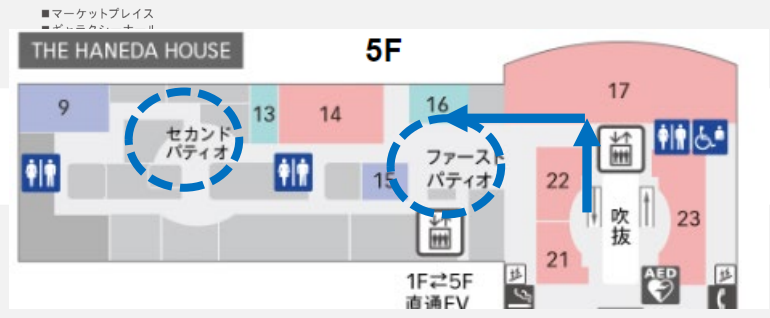 ■マーケットプレイス
THE HANEDA HOUSE
5F
9
13
14
16
17
セカンド
パティオ
ファースト
パティオ
15
22
吹
抜
23
21
AED
1F⇄5F
直通EV